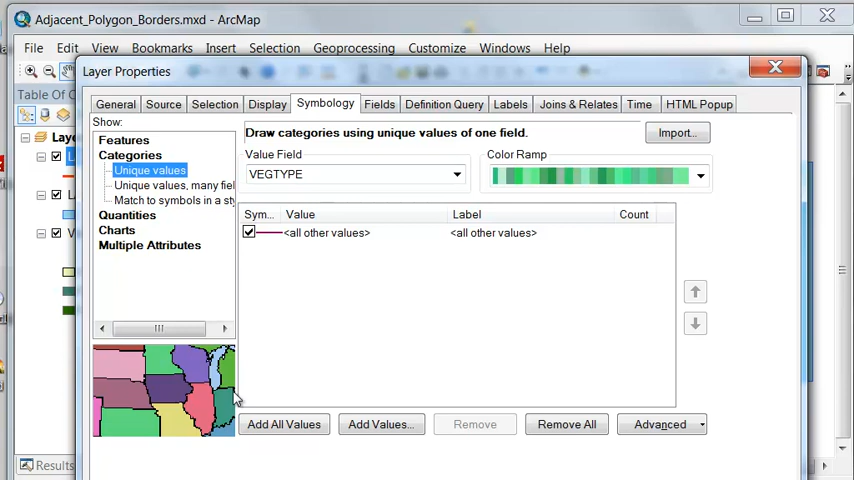 Adjacent_Polygon_Borders.mxd - ArcMap
File Edit View Bookmarks Insert Selection Geoprocessing Customize Windows Help
Layer Properties
Table Of C
General Source Selection Display Symbology Fields Definition Query Labels Joins & Relates Time HTML Popup
Show:
Features
Categories
Unique values
Unique values, many fiel
Match to symbols in a sty
Quantities
Charts
Multiple Attributes
Draw categories using unique values of one field.
Import...
Value Field
VEGTYPE
Color Ramp
Sym... Value Label Count
<all other values> <all other values>
Add All Values Add Values... Remove Remove All Advanced
Laye
L
L
V
Results